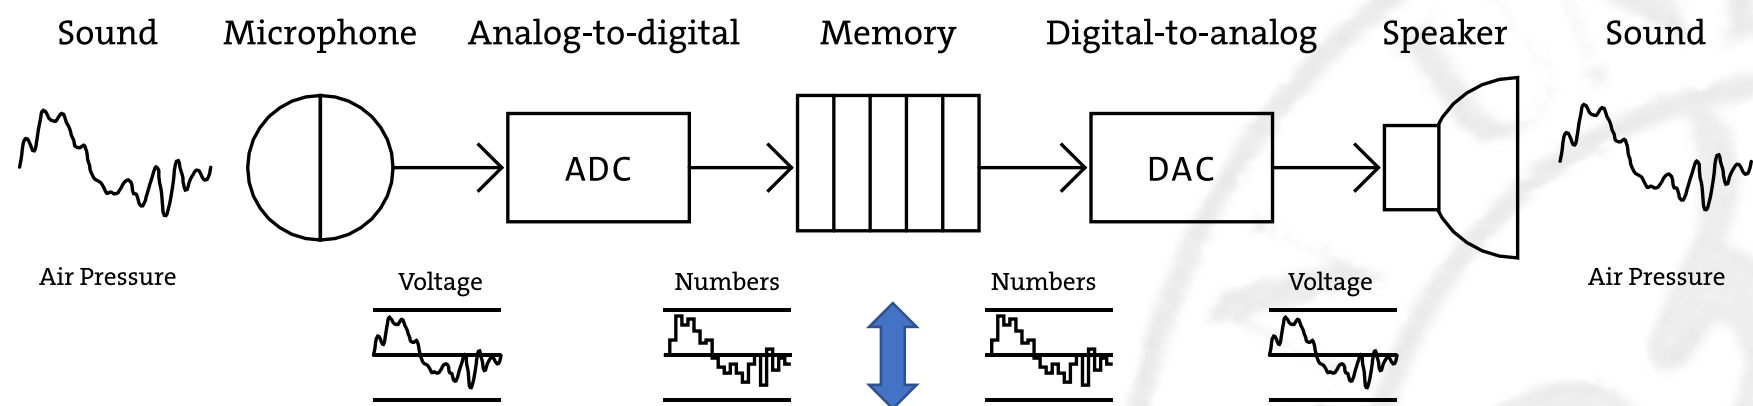 Sound Microphone Analog-to-digital Memory Digital-to-analog Speaker Sound
ADC DAC
Air Pressure Voltage Numbers Numbers Voltage Air Pressure